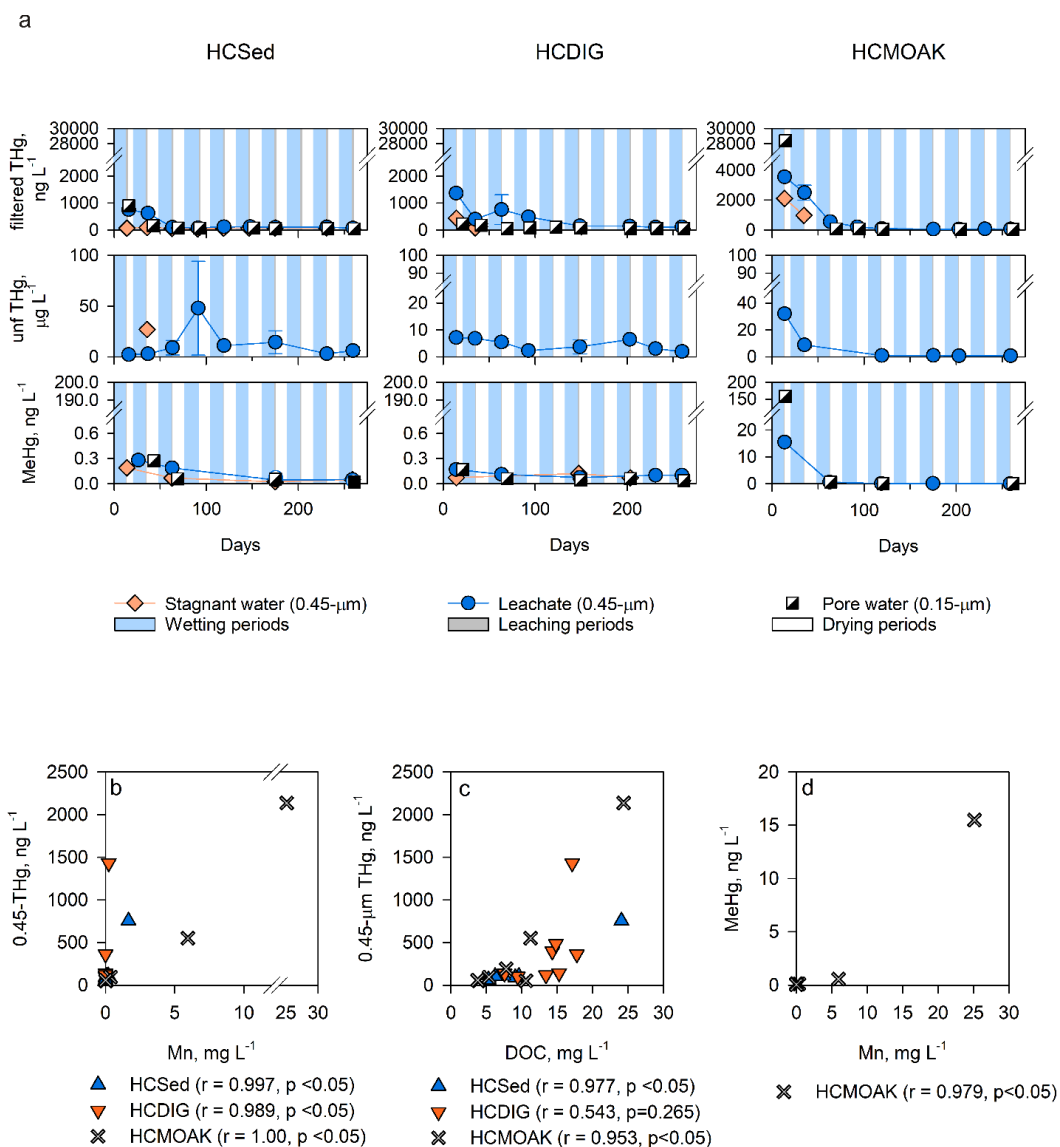 a
HCSed HCDIG HCMOAK
filtered THg, ng L⁻¹
30000 28000 2000 1000 0
30000 28000 2000 1000 0
30000 28000 4000 2000 0
unf THg, µg L⁻¹
100 50 0
100 90 20 10 0
100 90 40 20 0
MeHg, ng L⁻¹
200.0 190.0 0.6 0.3 0.0
200.0 190.0 0.6 0.3 0.0
200 150 20 10 0
0 100 200 0 100 200 0 100 200
Days Days Days
Stagnant water (0.45-µm) Leachate (0.45-µm) Pore water (0.15-µm)
Wetting periods Leaching periods Drying periods
b
0.45-THg, ng L⁻¹
2500
2000
1500
1000
500
0
0 5 25 30
Mn, mg L⁻¹
HCSed (r = 0.997, p <0.05)
HCDIG (r = 0.989, p <0.05)
HCMOAK (r = 1.00, p <0.05)
c
0.45-µm THg, ng L⁻¹
2500
2000
1500
1000
500
0
0 5 10 15 20 25 30
DOC, mg L⁻¹
HCSed (r = 0.977, p <0.05)
HCDIG (r = 0.543, p=0.265)
HCMOAK (r = 0.953, p<0.05)
d
MeHg, ng L⁻¹
20
15
10
5
0
0 5 10 15 20 25 30
Mn, mg L⁻¹
HCMOAK (r = 0.979, p<0.05)